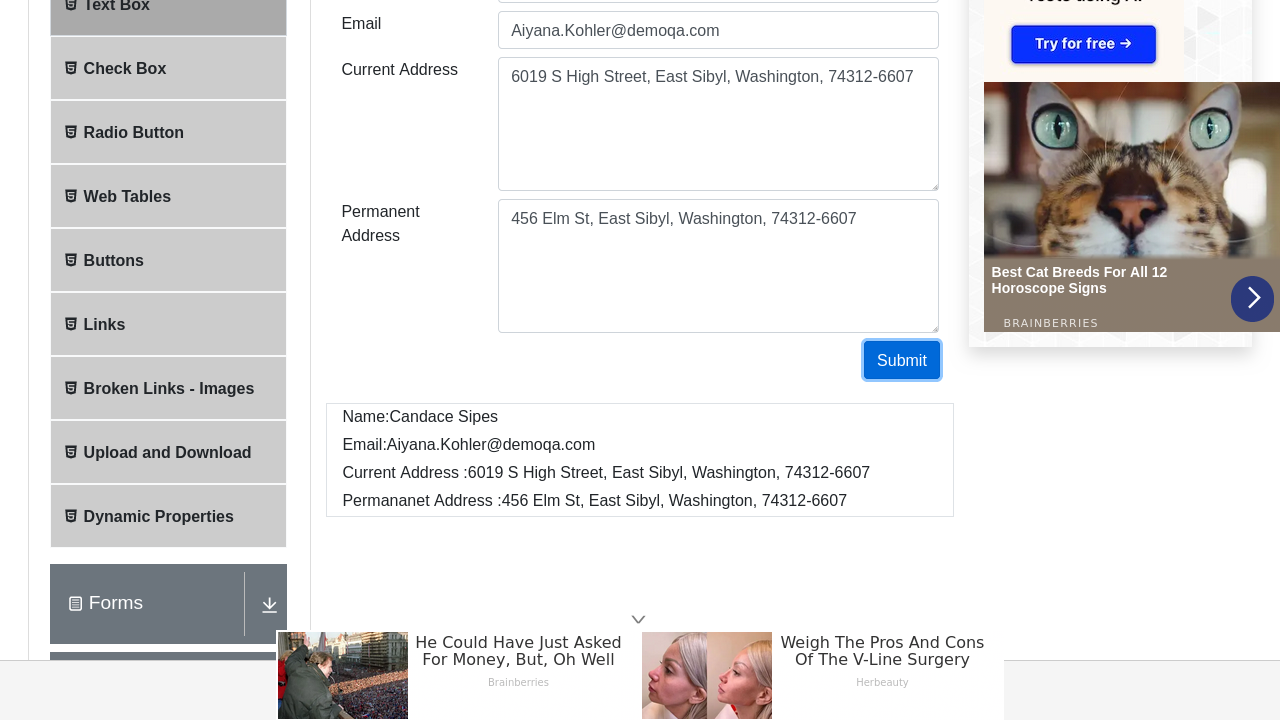 Text Box
Check Box
Radio Button
Web Tables
Buttons
Links
Broken Links - Images
Upload and Download
Dynamic Properties
Forms
Email
Aiyana.Kohler@demoqa.com
Current Address
6019 S High Street, East Sibyl, Washington, 74312-6607
Permanent
Address
456 Elm St, East Sibyl, Washington, 74312-6607
Submit
Name:Candace Sipes
Email:Aiyana.Kohler@demoqa.com
Current Address :6019 S High Street, East Sibyl, Washington, 74312-6607
Permananet Address :456 Elm St, East Sibyl, Washington, 74312-6607
Try for free →
Best Cat Breeds For All 12
Horoscope Signs
BRAINBERRIES
He Could Have Just Asked
For Money, But, Oh Well
Brainberries
Weigh The Pros And Cons
Of The V-Line Surgery
Herbeauty